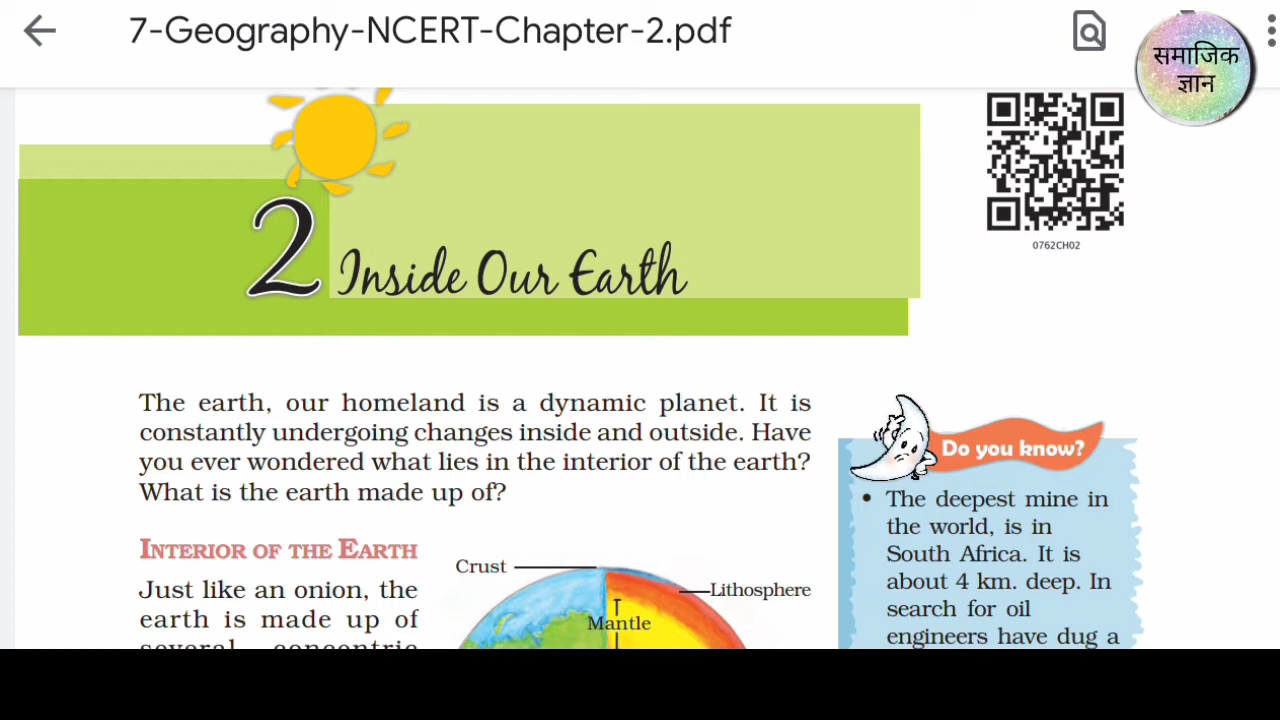 7-Geography-NCERT-Chapter-2.pdf
समाजिक
ज्ञान
0762CH02
2 Inside Our Earth
The earth, our homeland is a dynamic planet. It is
constantly undergoing changes inside and outside. Have
you ever wondered what lies in the interior of the earth?
What is the earth made up of?
INTERIOR OF THE EARTH
Just like an onion, the
earth is made up of
several concentric
Crust
Lithosphere
Mantle
Do you know?
• The deepest mine in
the world, is in
South Africa. It is
about 4 km. deep. In
search for oil
engineers have dug a